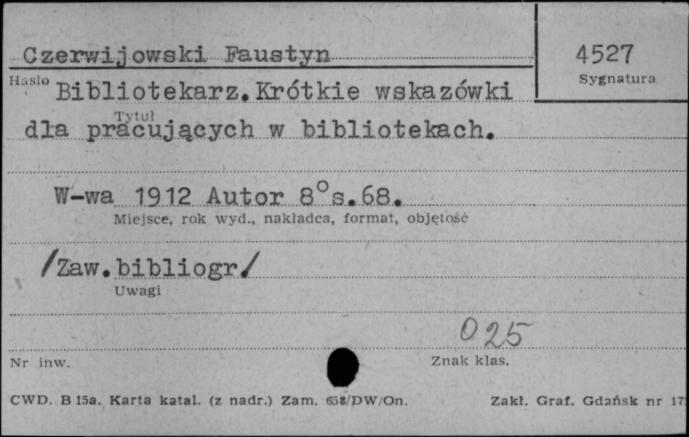 Czerwijowski Faustyn
4527
Sygnatura
Hasło
Bibliotekarz. Krótkie wskazówki
Tytuł
dla pracujących w bibliotekach.
W-wa 1912 Autor 8° s.68.
Miejsce, rok wyd., nakładca, format, objętość
/Zaw. bibliogr/
Uwagi
025
Nr inw.
Znak klas.
CWD. B 15a. Karta katal. (z nadr.) Zam. 658/DW/On.
Zakł. Graf. Gdańsk nr 17